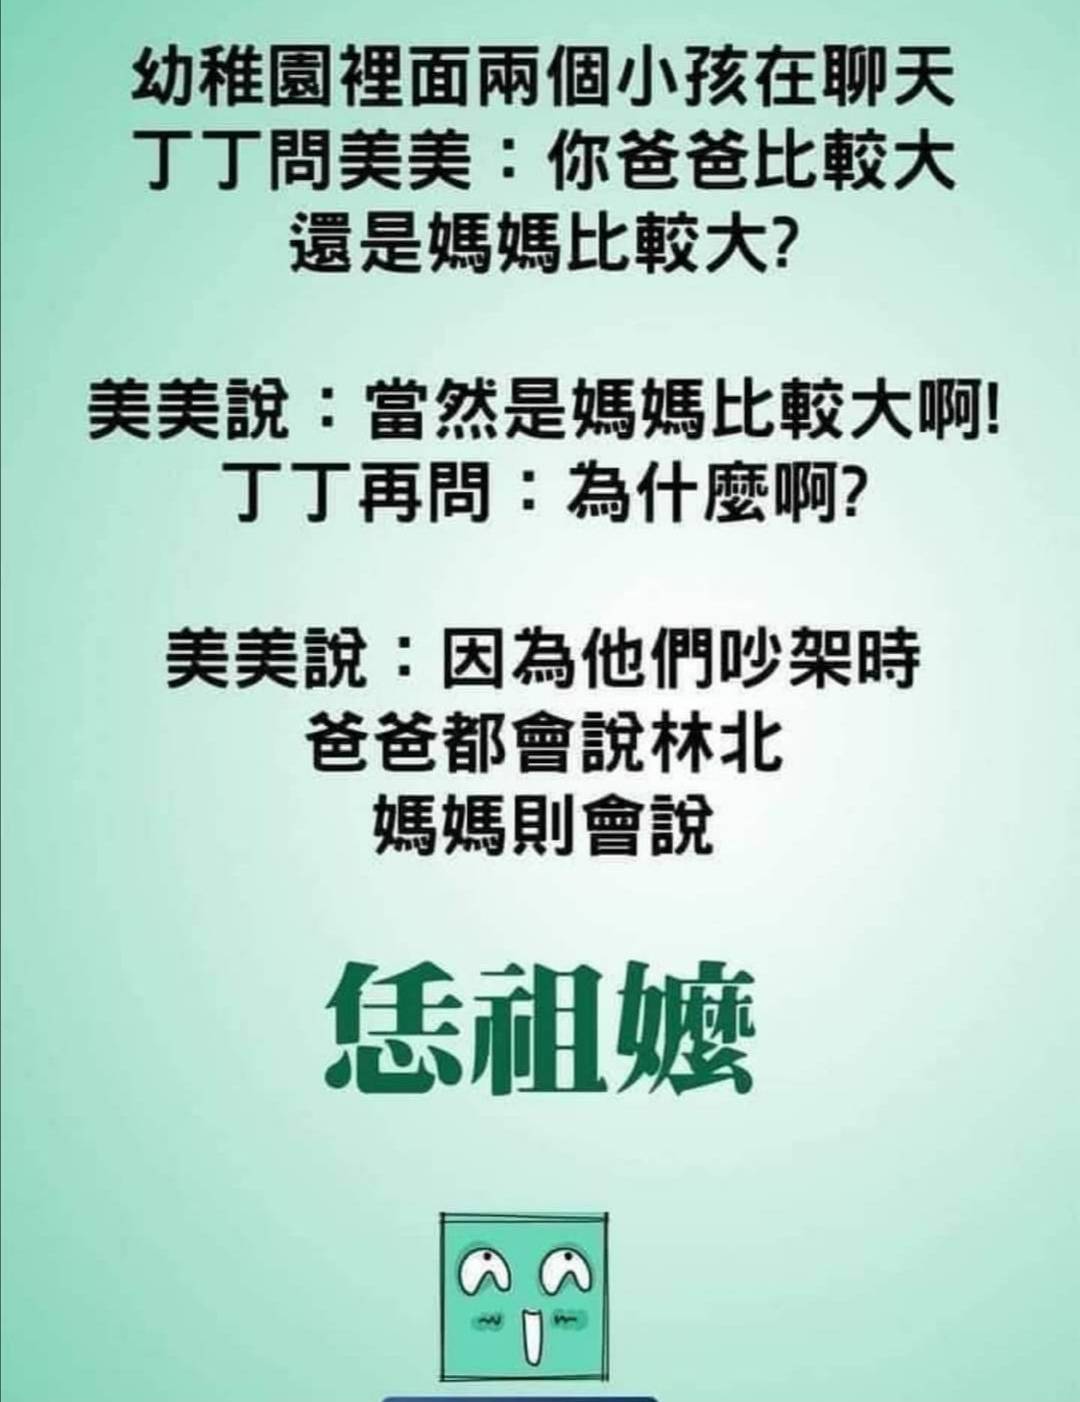 幼稚園裡面兩個小孩在聊天
丁丁問美美：你爸爸比較大
還是媽媽比較大?
美美說：當然是媽媽比較大啊!
丁丁再問：為什麼啊?
美美說：因為他們吵架時
爸爸都會說林北
媽媽則會說
恁祖嬤